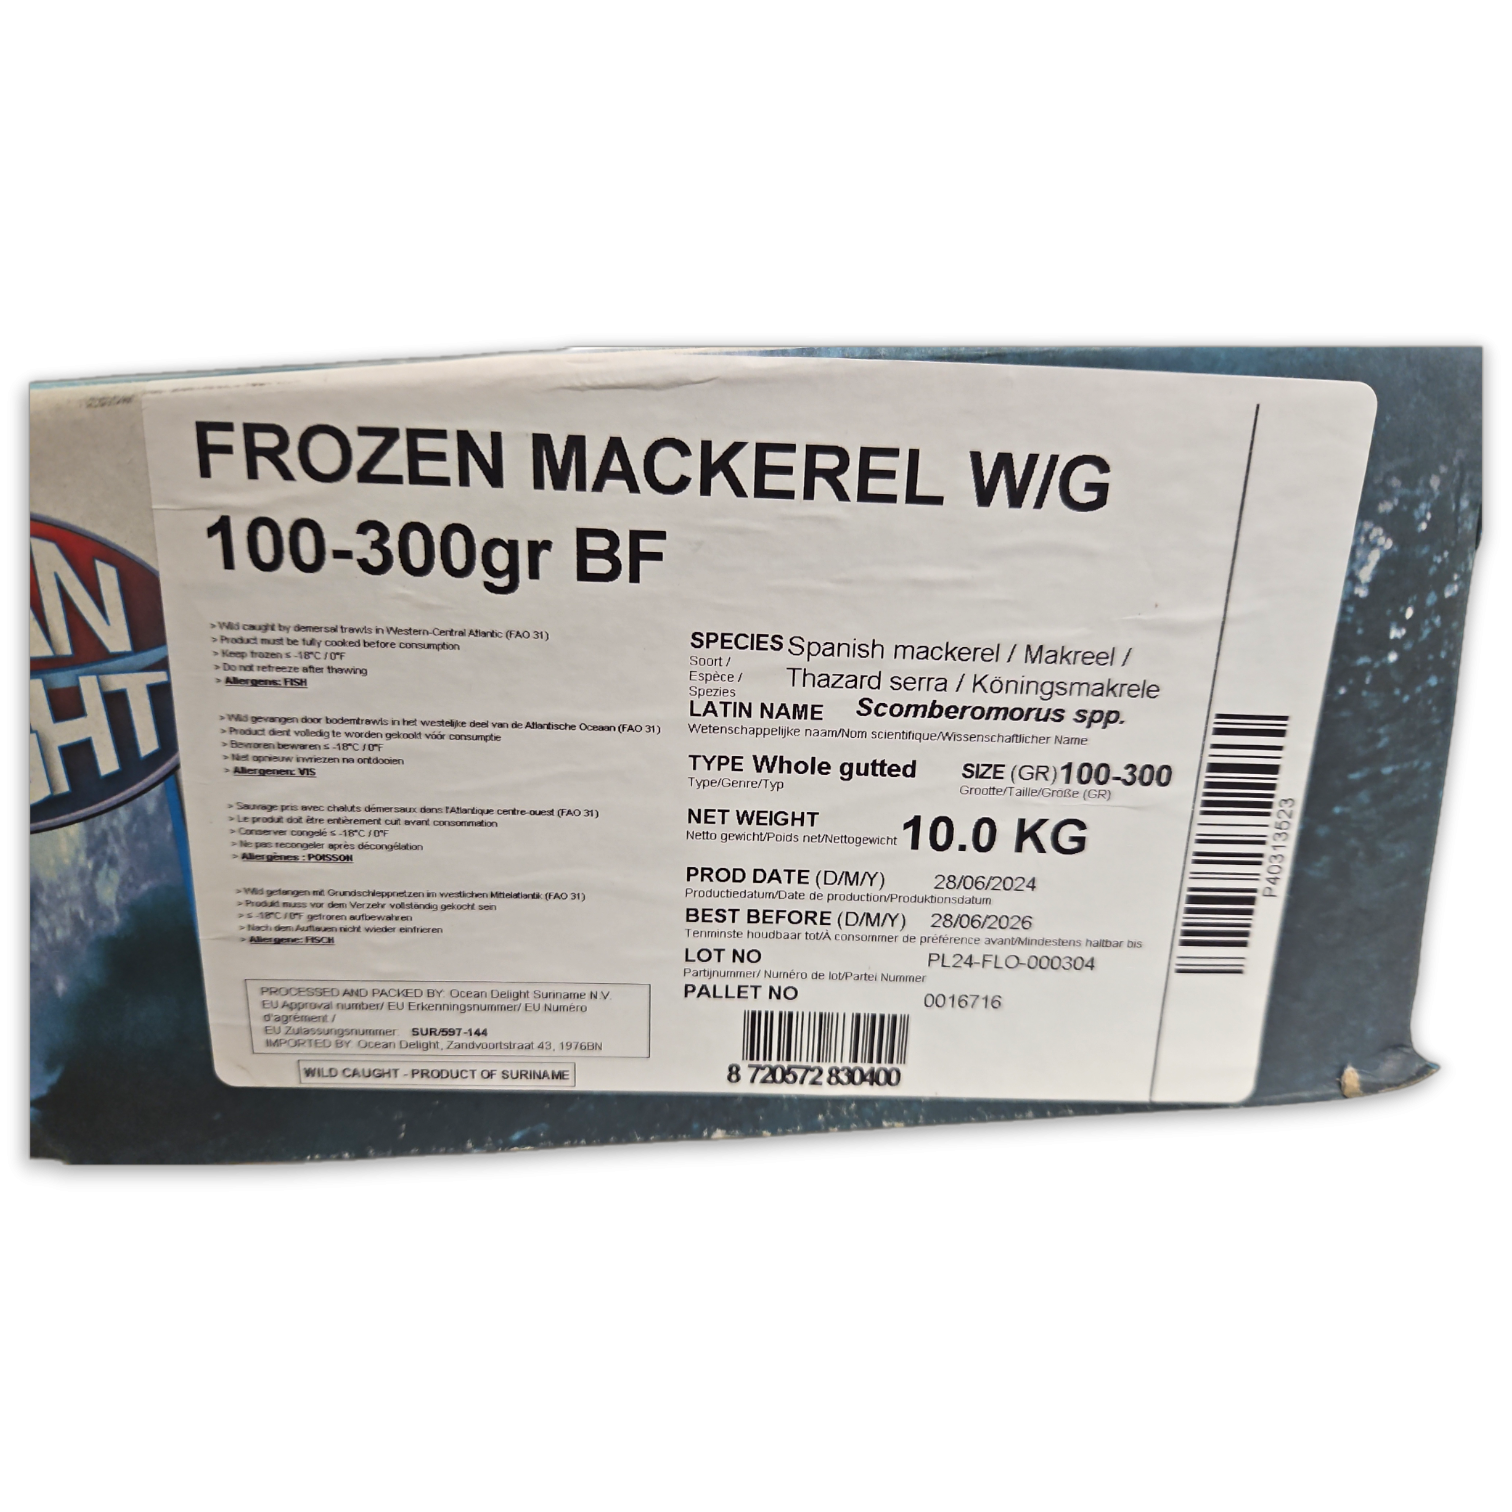 FROZEN MACKEREL W/G
100-300gr BF
> Wild caught by demersal trawls in Western-Central Atlantic (FAO 31)
> Product must be fully cooked before consumption
> Keep frozen ≤ -18°C / 0°F
> Do not refreeze after thawing
> Allergens: FISH
> Wild gevangen door bodemtrawls in het westelijke deel van de Atlantische Oceaan (FAO 31)
> Product dient volledig te worden gekookt vóór consumptie
> Bevroren bewaren ≤ -18°C / 0°F
> Niet opnieuw invriezen na ontdooien
> Allergenen: VIS
> Sauvage pris avec chaluts démersaux dans l'Atlantique centre-ouest (FAO 31)
> Le produit doit être entièrement cuit avant consommation
> Conserver congelé ≤ -18°C / 0°F
> Ne pas recongeler après décongélation
> Allergènes : POISSON
> Wild gefangen mit Grundschleppnetzen im westlichen Mittelatlantik (FAO 31)
> Produkt muss vor dem Verzehr vollständig gekocht sein
> ≤ -18°C / 0°F gefroren aufbewahren
> Nach dem Auftauen nicht wieder einfrieren
> Allergene: FISCH
PROCESSED AND PACKED BY: Ocean Delight Suriname N.V.
EU Approval number/ EU Erkenningsnummer/ EU Numéro
d'agrément /
EU Zulassungsnummer: SUR/597-144
IMPORTED BY: Ocean Delight, Zandvoortstraat 43, 1976BN
WILD CAUGHT - PRODUCT OF SURINAME
SPECIES Spanish mackerel / Makreel /
Soort /
Espèce / Thazard serra / Köningsmakrele
Spezies
LATIN NAME Scomberomorus spp.
Wetenschappelijke naam/Nom scientifique/Wissenschaftlicher Name
TYPE Whole gutted SIZE (GR) 100-300
Type/Genre/Typ Grootte/Taille/Große (GR)
NET WEIGHT 10.0 KG
Netto gewicht/Poids net/Nettogewicht
PROD DATE (D/M/Y) 28/06/2024
Productiedatum/Date de production/Produktionsdatum
BEST BEFORE (D/M/Y) 28/06/2026
Tenminste houdbaar tot/À consommer de préférence avant/Mindestens haltbar bis
LOT NO PL24-FLO-000304
Partijnummer/ Numéro de lot/Partei Nummer
PALLET NO 0016716
8 720572 830400
P40313523
AN
GHT